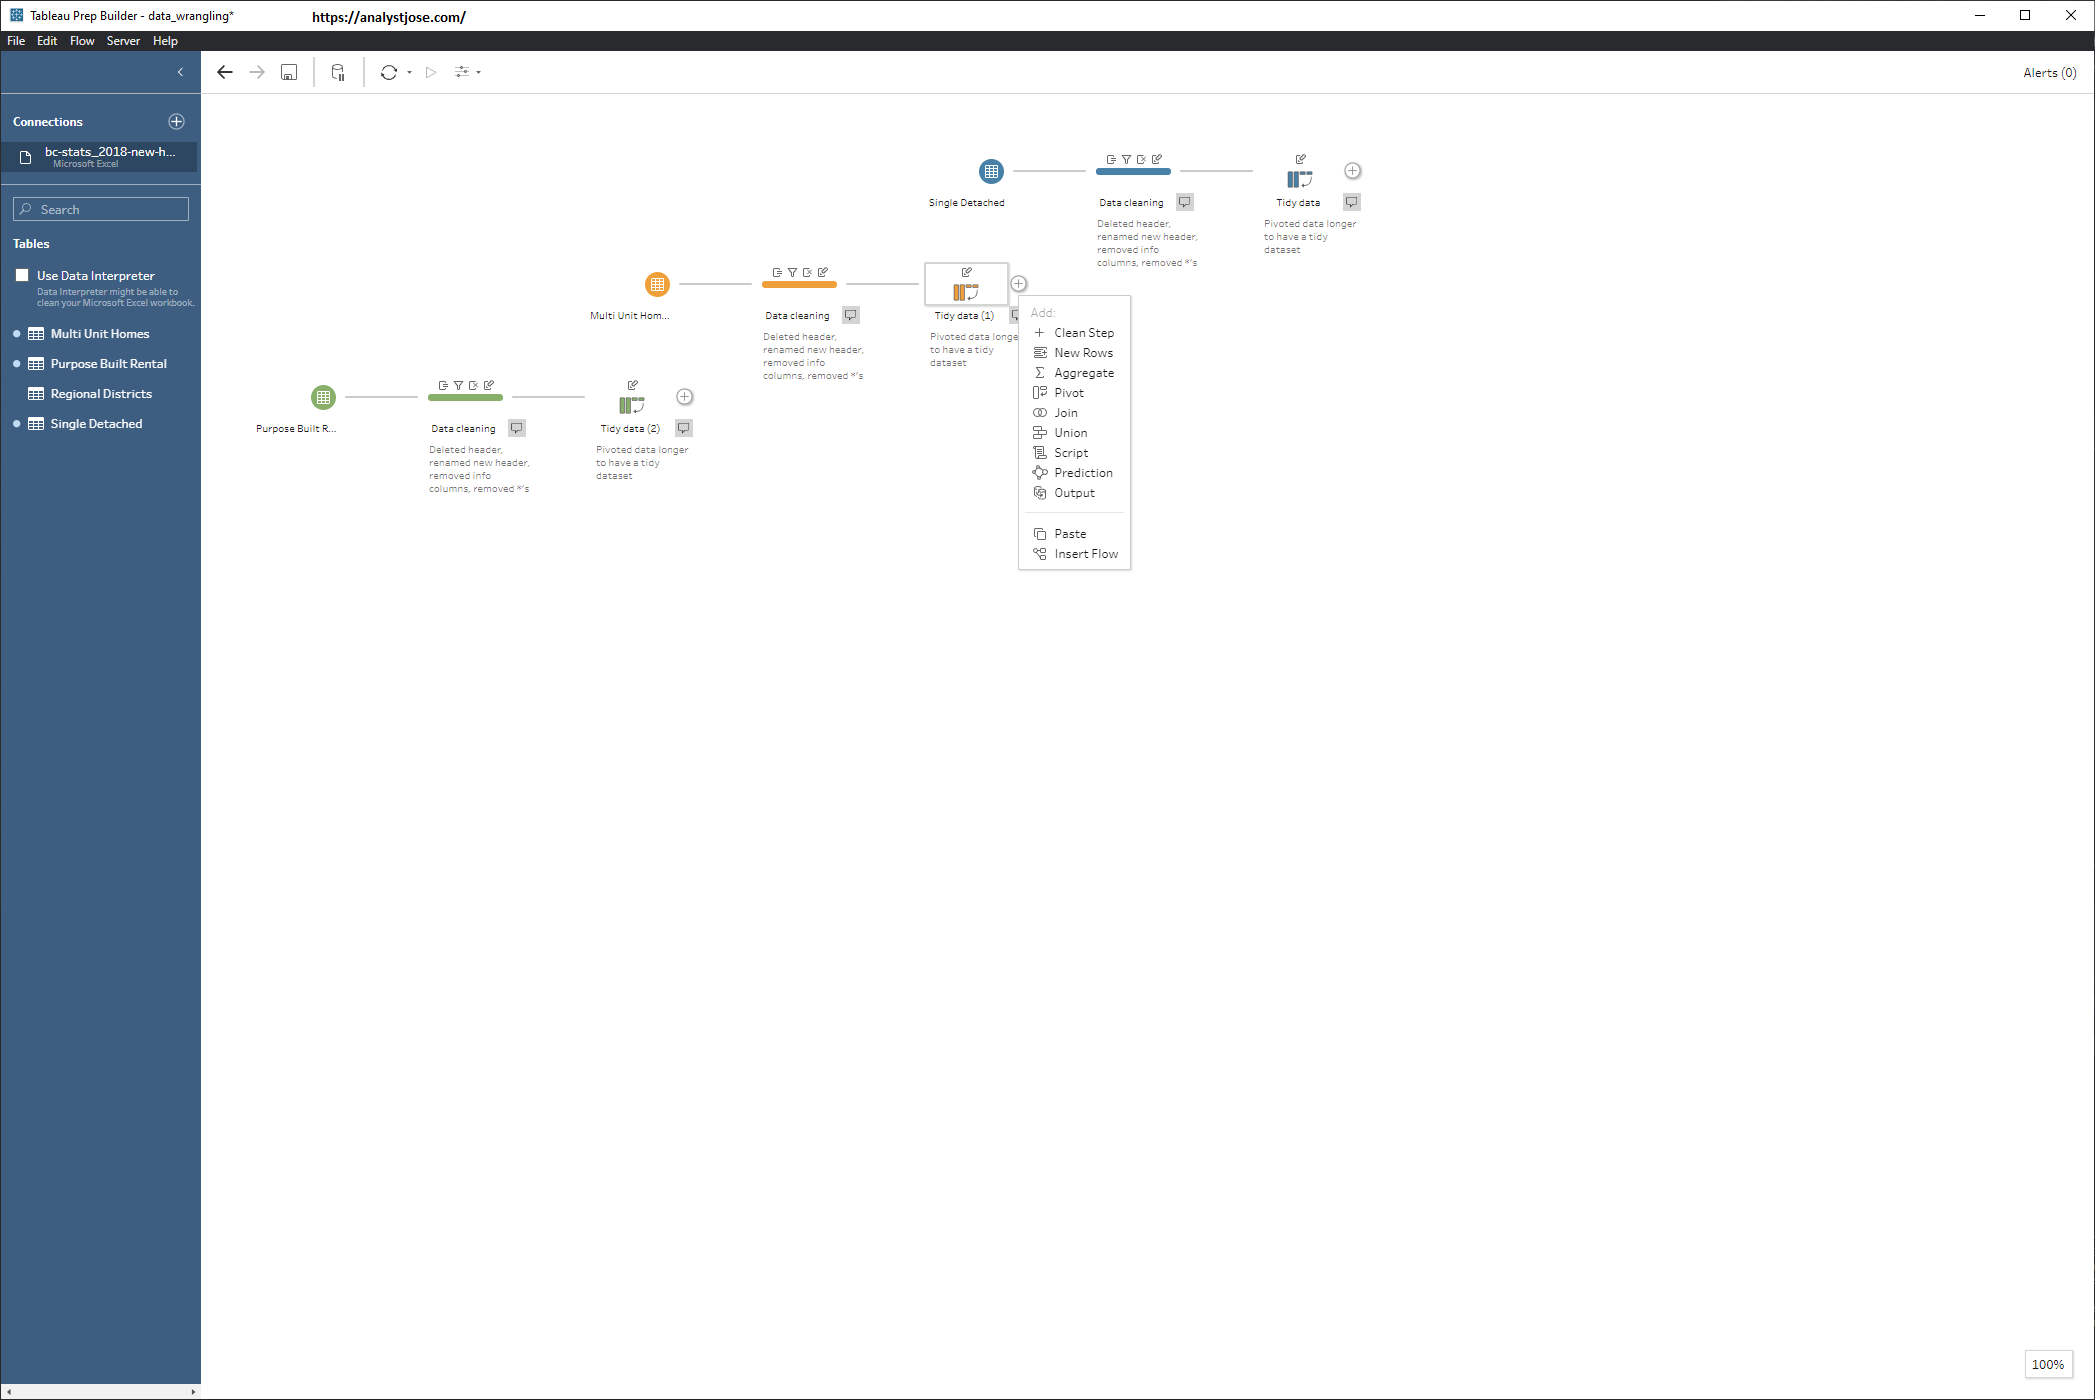 Tableau Prep Builder - data_wrangling*
https://analystjose.com/
File Edit Flow Server Help
Alerts (0)
Connections
bc-stats_2018-new-h...
Microsoft Excel
Search
Tables
Use Data Interpreter
Data Interpreter might be able to
clean your Microsoft Excel workbook.
Multi Unit Homes
Purpose Built Rental
Regional Districts
Single Detached
Single Detached
Data cleaning
Deleted header,
renamed new header,
removed info
columns, removed *'s
Tidy data
Pivoted data longer
to have a tidy
dataset
Multi Unit Hom...
Data cleaning
Deleted header,
renamed new header,
removed info
columns, removed *'s
Tidy data (1)
Pivoted data longe
to have a tidy
dataset
Add:
Clean Step
New Rows
Aggregate
Pivot
Join
Union
Script
Prediction
Output
Paste
Insert Flow
Purpose Built R...
Data cleaning
Deleted header,
renamed new header,
removed info
columns, removed *'s
Tidy data (2)
Pivoted data longer
to have a tidy
dataset
100%